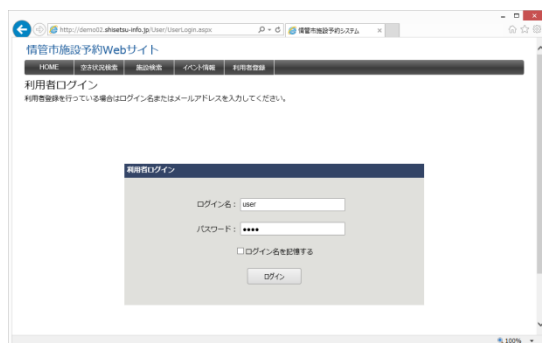 http://demo02.shisetsu-info.jp/User/UserLogin.aspx
情管市施設予約システム
情管市施設予約Webサイト
HOME 空き状況検索 施設検索 イベント情報 利用者登録
利用者ログイン
利用者登録を行っている場合はログイン名またはメールアドレスを入力してください。
利用者ログイン
ログイン名： user
パスワード： ••••
ログイン名を記憶する
ログイン
100%